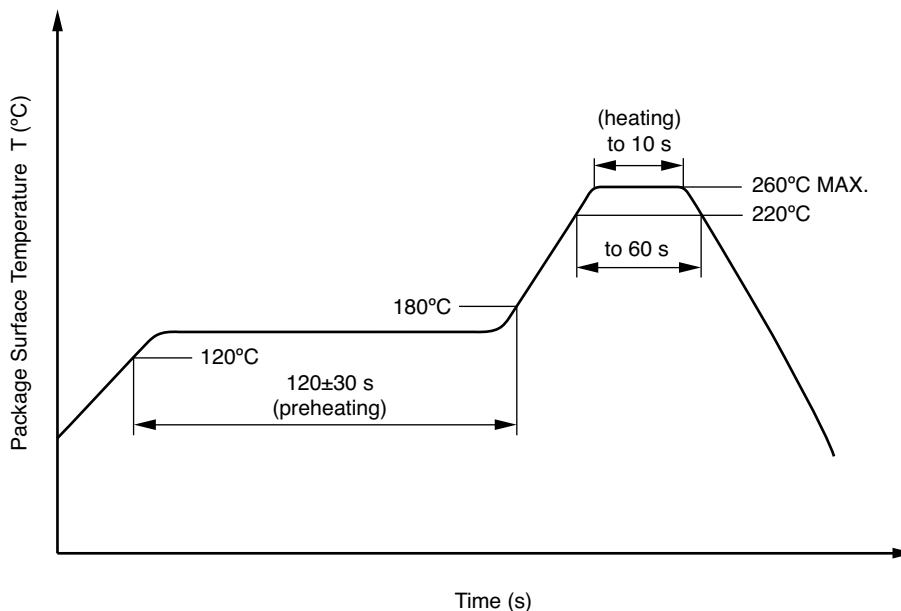 Package Surface Temperature T (ºC)
(heating)
to 10 s
260ºC MAX.
220ºC
to 60 s
180ºC
120ºC
120±30 s
(preheating)
Time (s)